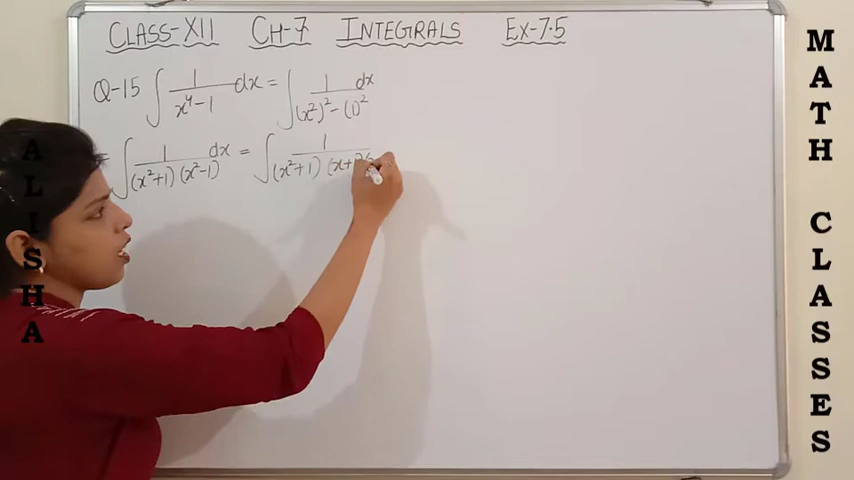 CLASS-XII CH-7 INTEGRALS EX-7.5
Q-15 ∫ 1/(x⁴-1) dx = ∫ 1/((x²)²-(1)²) dx
∫ 1/((x²+1)(x²-1)) dx = ∫ 1/((x²+1)(x+
ALISHA
MATH CLASSES